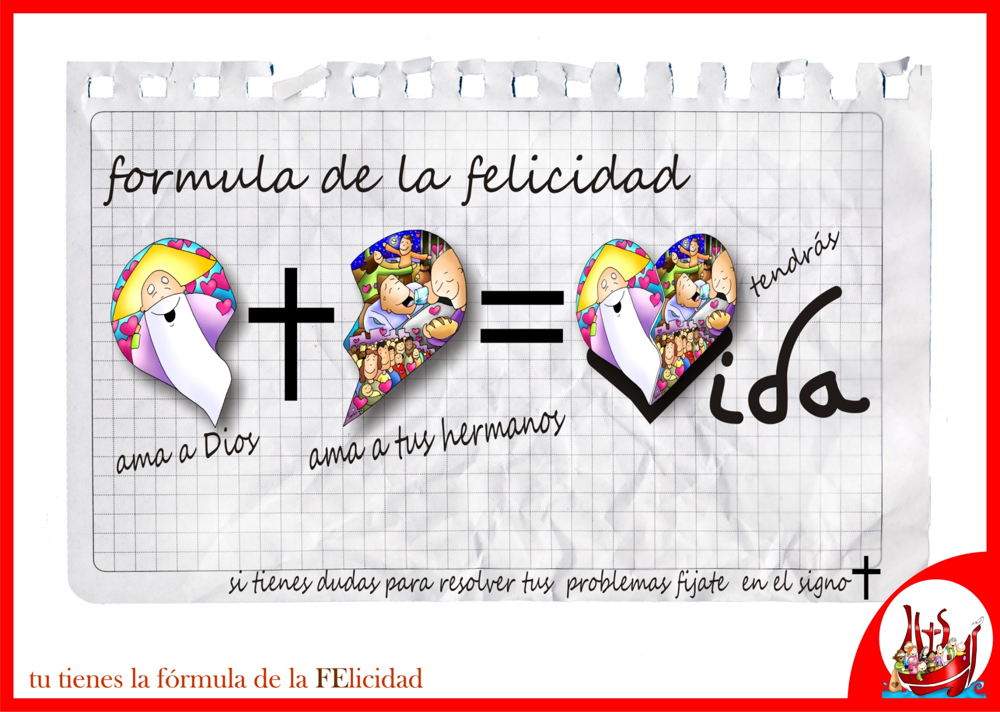 formula de la felicidad
tendrás
Vida
ama a Dios
ama a tus hermanos
si tienes dudas para resolver tus problemas fijate en el signo
tu tienes la fórmula de la FElicidad